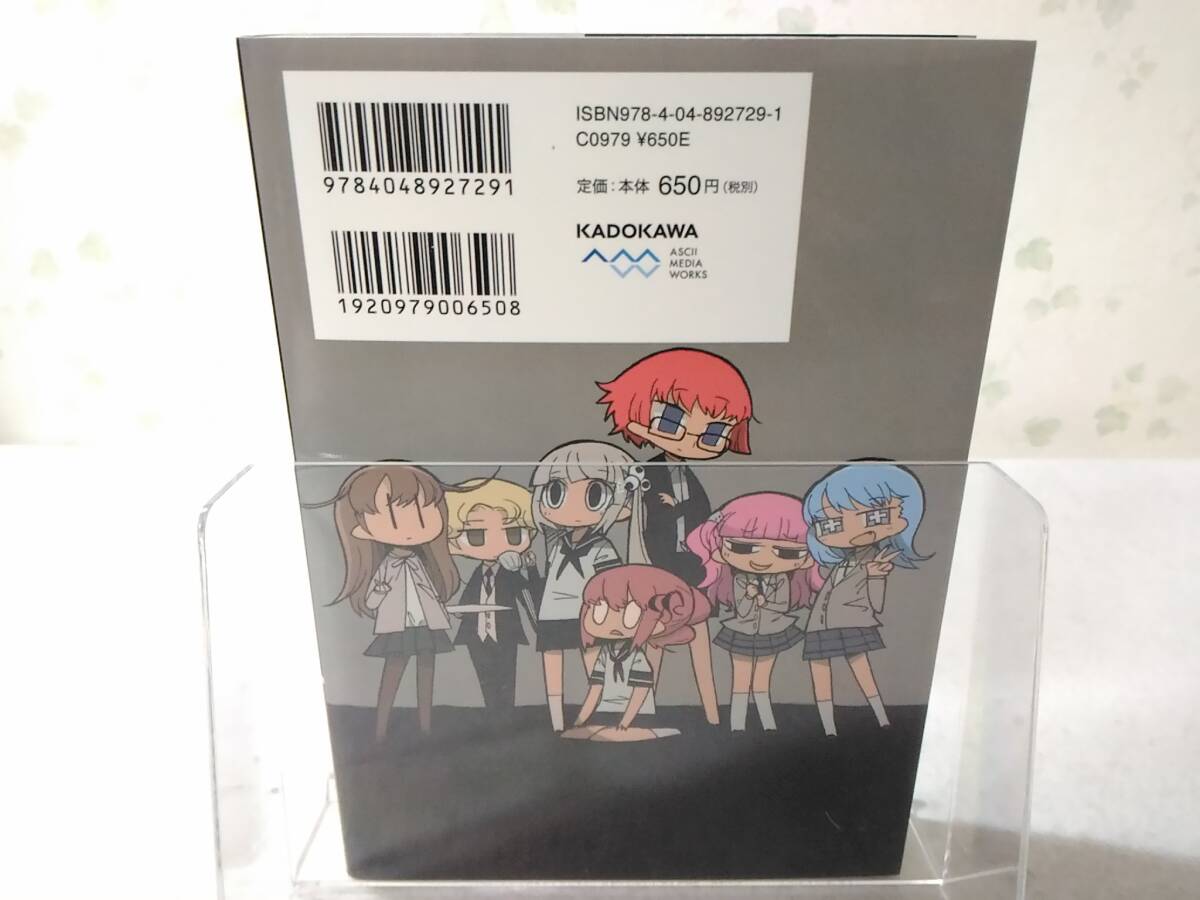 ISBN978-4-04-892729-1
C0979 ¥650E
9784048927291
定価:本体 650円(税別)
KADOKAWA
ASCII
MEDIA
WORKS
1920979006508